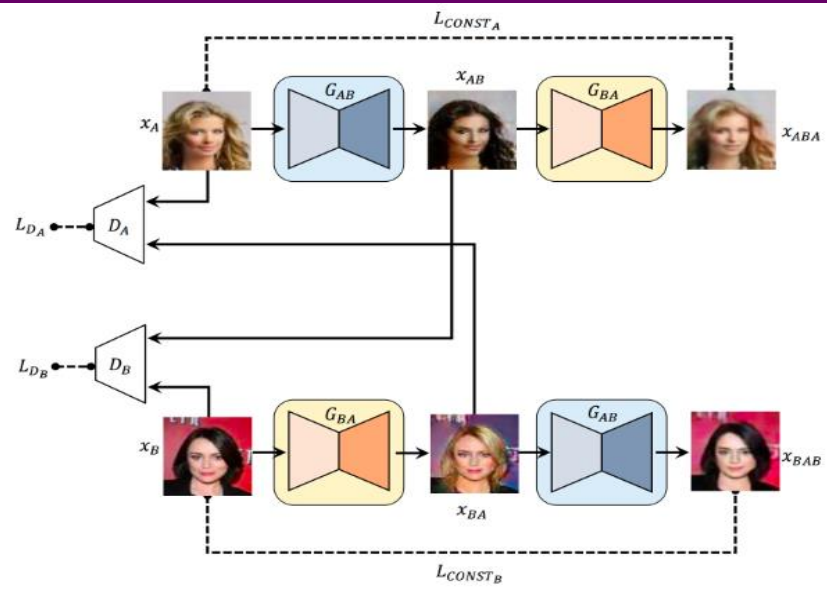 L_{CONST_A}
x_A
G_{AB}
x_{AB}
G_{BA}
x_{ABA}
L_{D_A}
D_A
L_{D_B}
D_B
x_B
G_{BA}
x_{BA}
G_{AB}
x_{BAB}
L_{CONST_B}